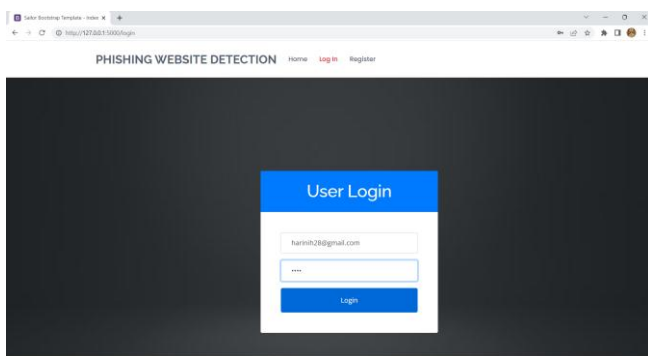 Sailor Bootstrap Template - Index
http://127.0.0.1:5000/login
PHISHING WEBSITE DETECTION Home Log In Register
User Login
harinih28@gmail.com
••••
Login